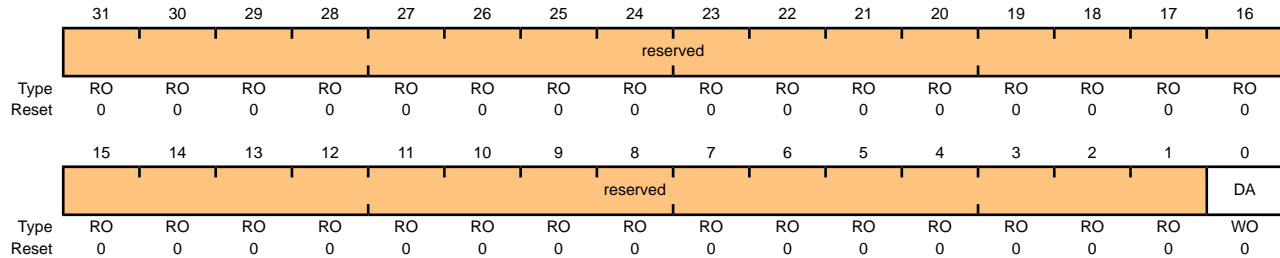 31 30 29 28 27 26 25 24 23 22 21 20 19 18 17 16
reserved
Type RO RO RO RO RO RO RO RO RO RO RO RO RO RO RO RO
Reset 0 0 0 0 0 0 0 0 0 0 0 0 0 0 0 0
15 14 13 12 11 10 9 8 7 6 5 4 3 2 1 0
reserved DA
Type RO RO RO RO RO RO RO RO RO RO RO RO RO RO RO WO
Reset 0 0 0 0 0 0 0 0 0 0 0 0 0 0 0 0